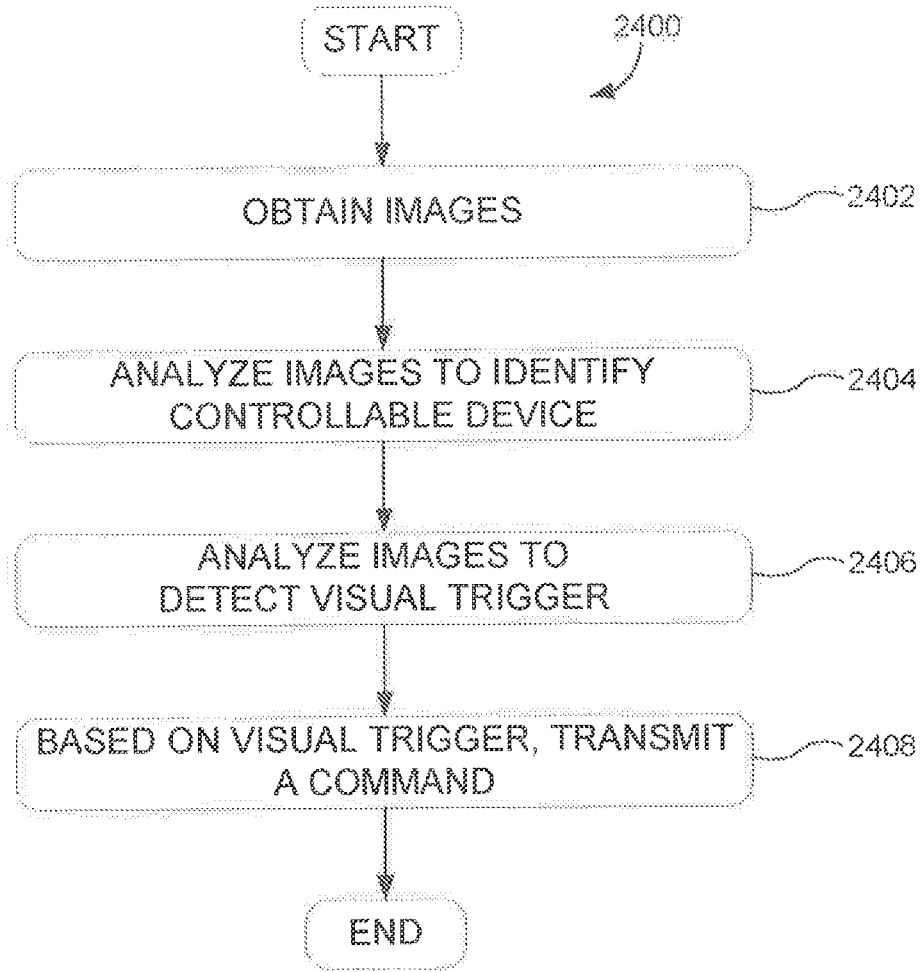 START
2400
OBTAIN IMAGES
2402
ANALYZE IMAGES TO IDENTIFY
CONTROLLABLE DEVICE
2404
ANALYZE IMAGES TO
DETECT VISUAL TRIGGER
2406
BASED ON VISUAL TRIGGER, TRANSMIT
A COMMAND
2408
END